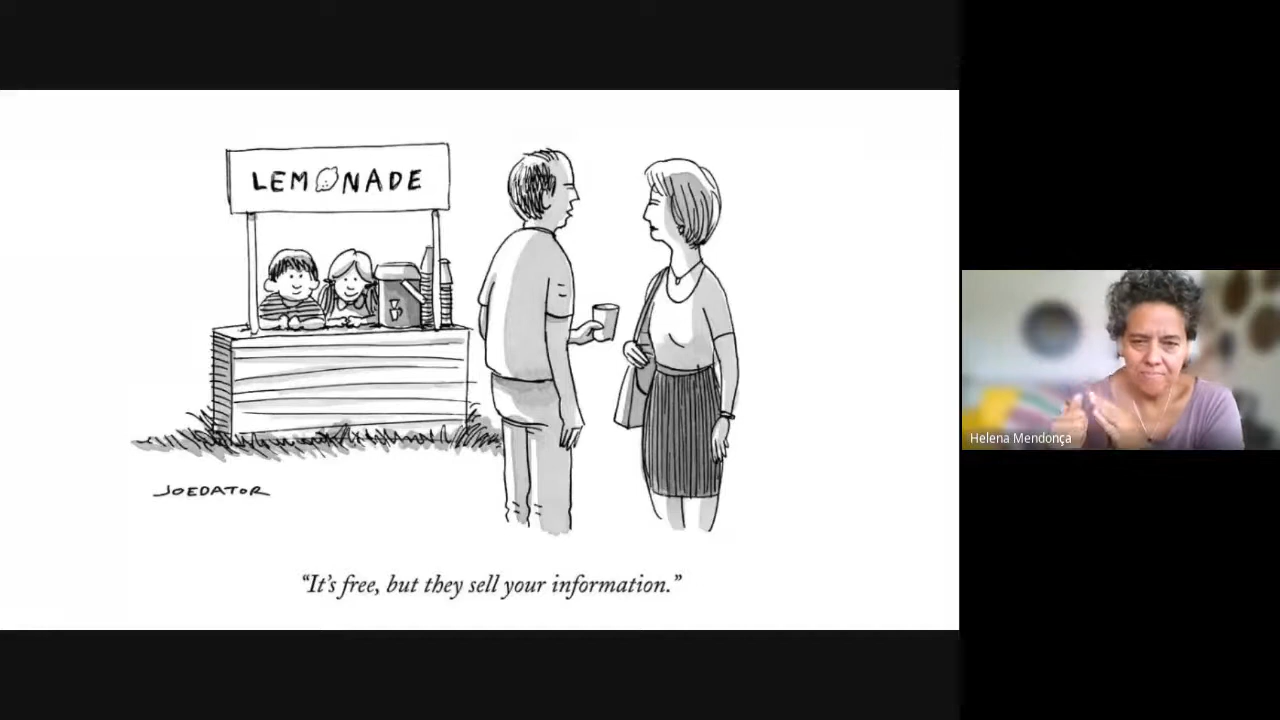 LEMONADE
JOEDATOR
“It’s free, but they sell your information.”
Helena Mendonça